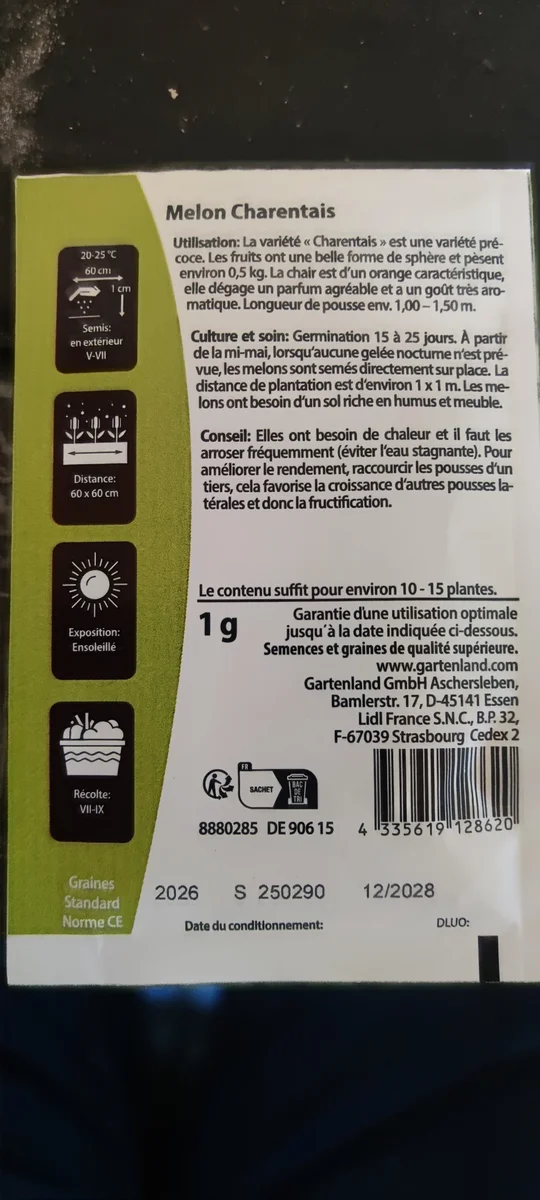 Melon Charentais
Utilisation: La variété « Charentais » est une variété pré-
coce. Les fruits ont une belle forme de sphère et pèsent
environ 0,5 kg. La chair est d'un orange caractéristique,
elle dégage un parfum agréable et a un goût très aro-
matique. Longueur de pousse env. 1,00 – 1,50 m.
Culture et soin: Germination 15 à 25 jours. À partir
de la mi-mai, lorsqu'aucune gelée nocturne n'est pré-
vue, les melons sont semés directement sur place. La
distance de plantation est d'environ 1 x 1 m. Les me-
lons ont besoin d'un sol riche en humus et meuble.
Conseil: Elles ont besoin de chaleur et il faut les
arroser fréquemment (éviter l'eau stagnante). Pour
améliorer le rendement, raccourcir les pousses d'un
tiers, cela favorise la croissance d'autres pousses la-
térales et donc la fructification.
20-25 °C
60 cm
1 cm
Semis:
en extérieur
V-VII
Distance:
60 x 60 cm
Exposition:
Ensoleillé
Récolte:
VII-IX
Graines
Standard
Norme CE
Le contenu suffit pour environ 10 - 15 plantes.
1 g
Garantie d'une utilisation optimale
jusqu'à la date indiquée ci-dessous.
Semences et graines de qualité supérieure.
www.gartenland.com
Gartenland GmbH Aschersleben,
Bamlerstr. 17, D-45141 Essen
Lidl France S.N.C., B.P. 32,
F-67039 Strasbourg Cedex 2
FR
SACHET
BAC
DE
TRI
8880285 DE 906 15
4 335619 128620
2026 S 250290 12/2028
Date du conditionnement: DLUO: